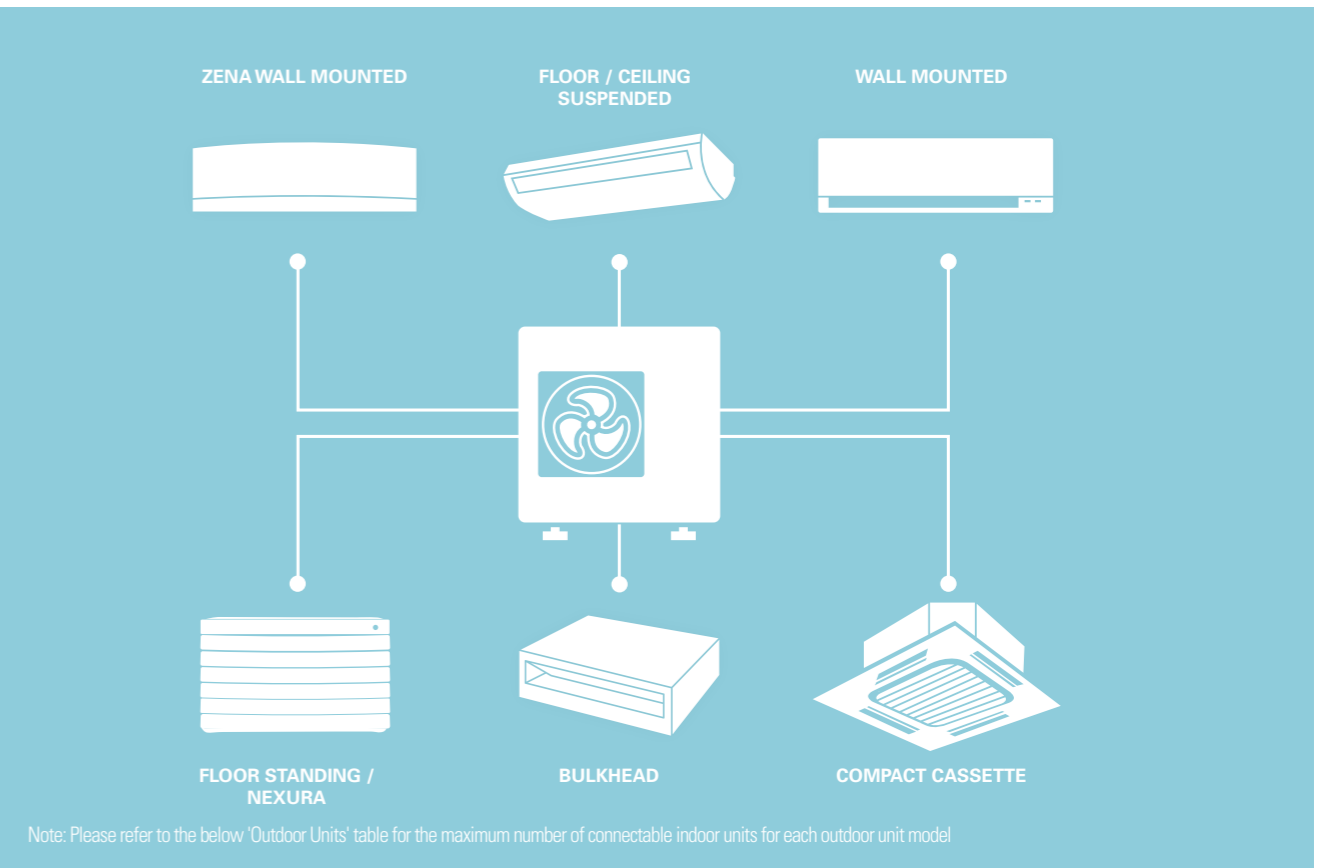 ZENA WALL MOUNTED
FLOOR / CEILING
SUSPENDED
WALL MOUNTED
FLOOR STANDING /
NEXURA
BULKHEAD
COMPACT CASSETTE
Note: Please refer to the below 'Outdoor Units' table for the maximum number of connectable indoor units for each outdoor unit model